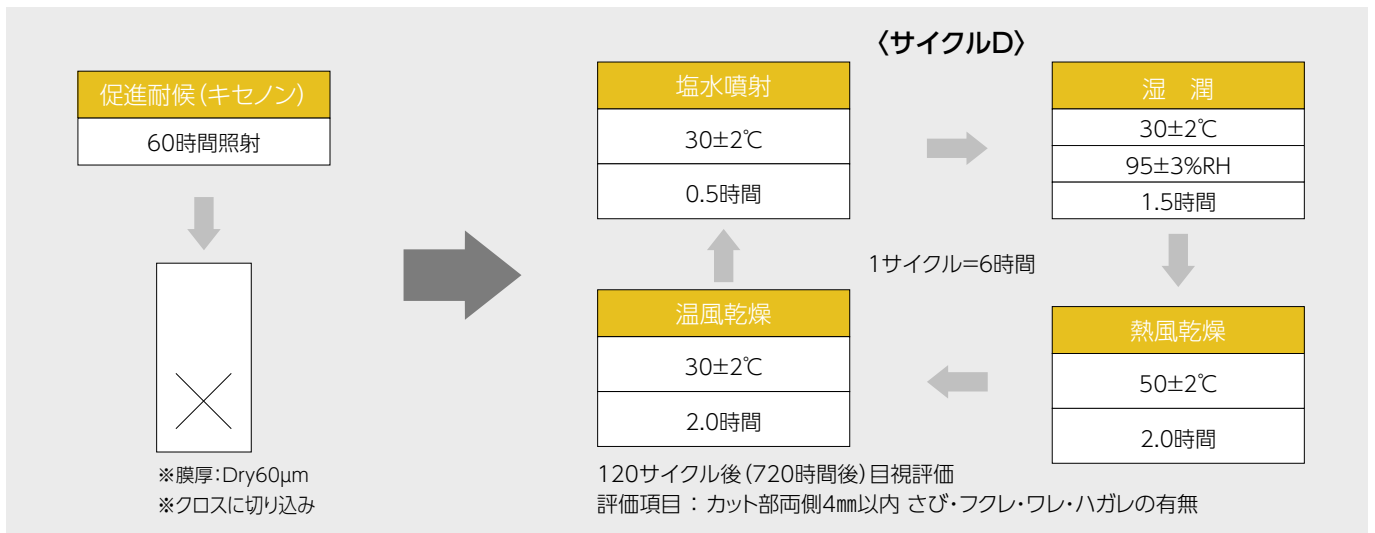 促進耐候(キセノン)
60時間照射
※膜厚:Dry60μm
※クロスに切り込み
〈サイクルD〉
塩水噴射
30±2℃
0.5時間
湿 潤
30±2℃
95±3%RH
1.5時間
1サイクル=6時間
熱風乾燥
50±2℃
2.0時間
温風乾燥
30±2℃
2.0時間
120サイクル後(720時間後)目視評価
評価項目:カット部両側4㎜以内 さび・フクレ・ワレ・ハガレの有無